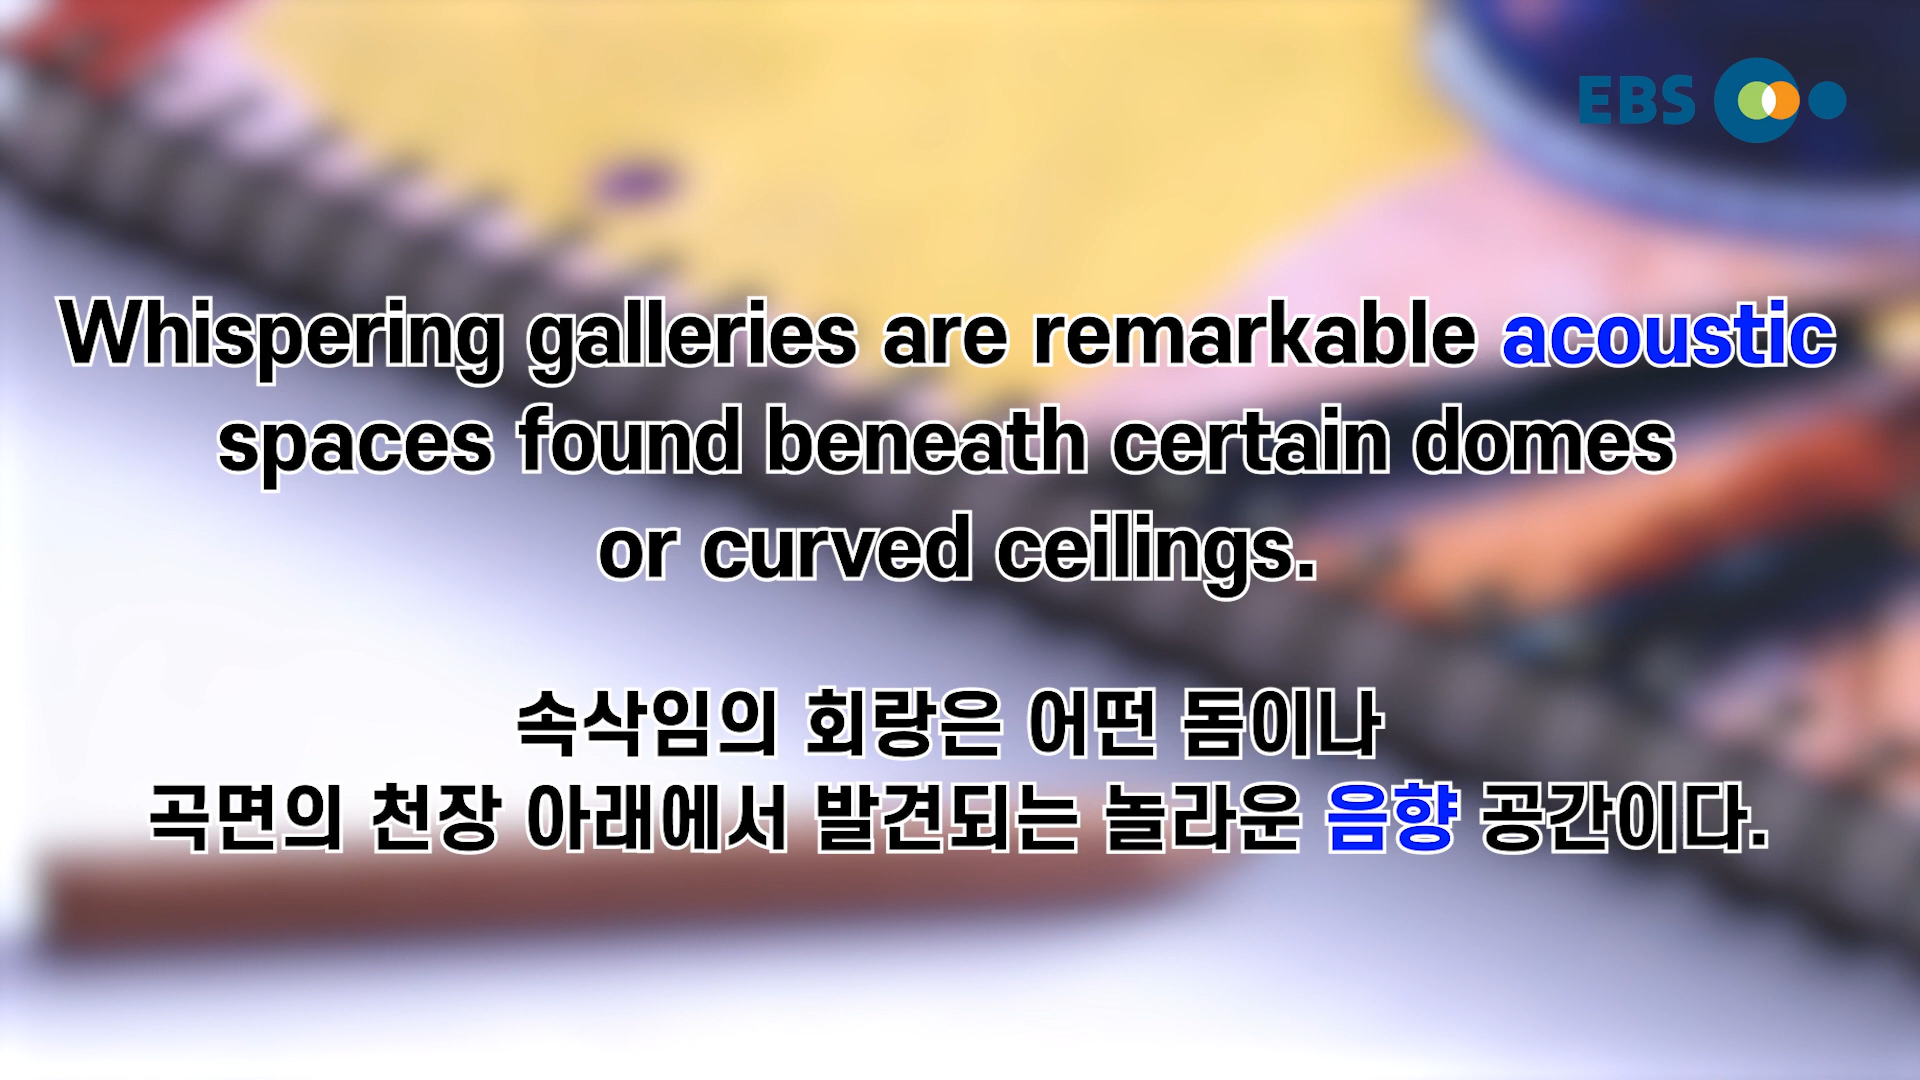 EBS
Whispering galleries are remarkable acoustic
spaces found beneath certain domes
or curved ceilings.
속삭임의 회랑은 어떤 돔이나
곡면의 천장 아래에서 발견되는 놀라운 음향 공간이다.